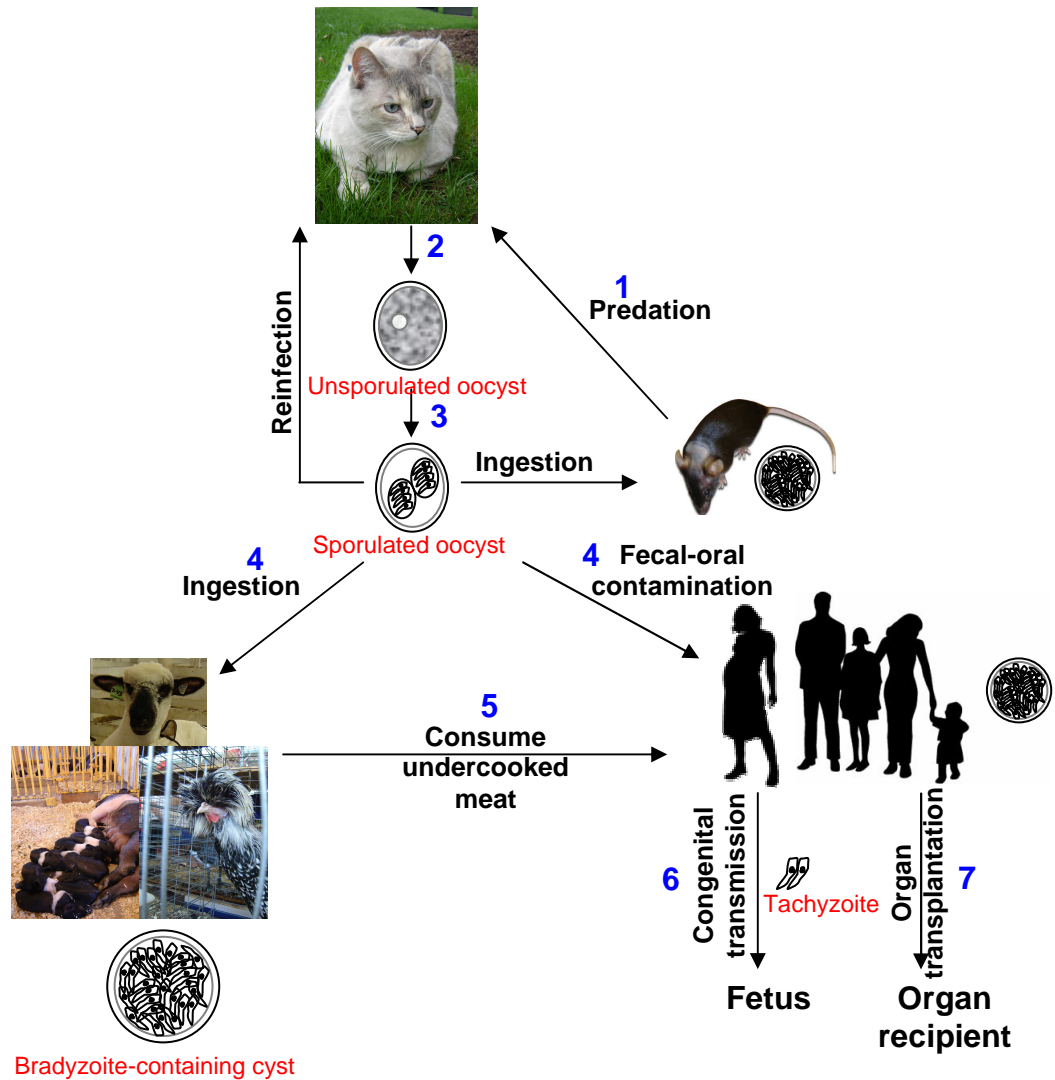 2
1
Predation
Reinfection
Unsporulated oocyst
3
Ingestion
Sporulated oocyst
4
Ingestion
4
Fecal-oral
contamination
5
Consume
undercooked
meat
6
Congenital
transmission
Tachyzoite
Organ
transplantation
7
Fetus
Organ
recipient
Bradyzoite-containing cyst